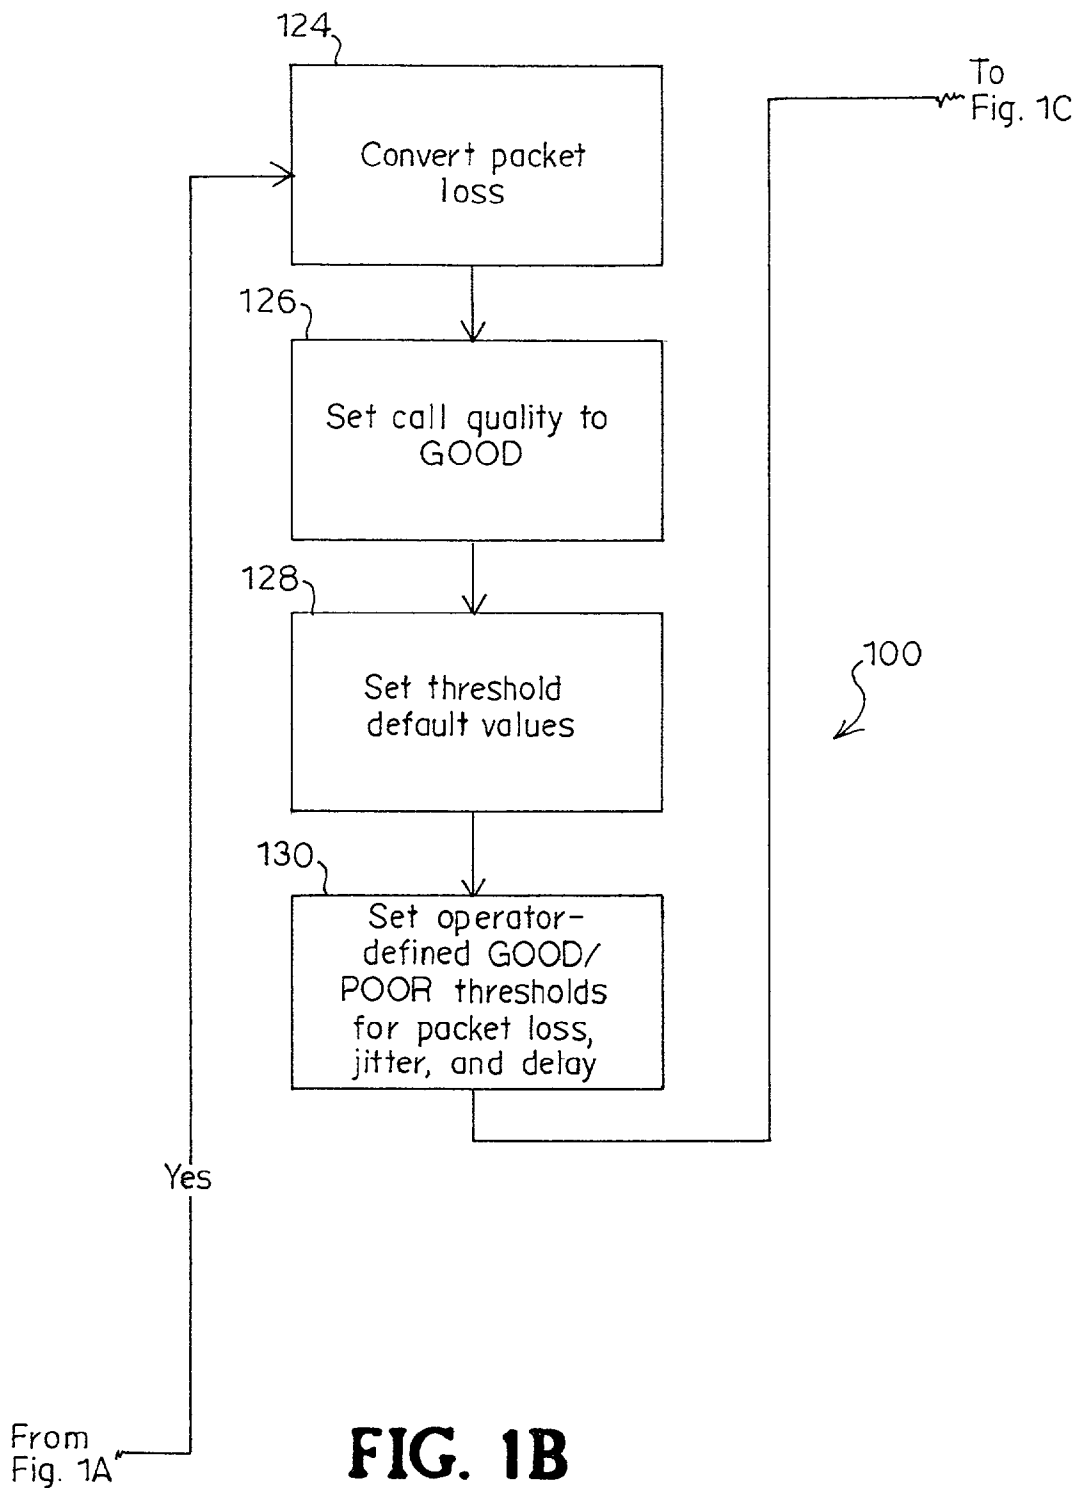 124
To
Fig. 1C
Convert packet
loss
126
Set call quality to
GOOD
128
Set threshold
default values
100
130
Set operator-
defined GOOD/
POOR thresholds
for packet loss,
jitter, and delay
Yes
From
Fig. 1A
FIG. 1B